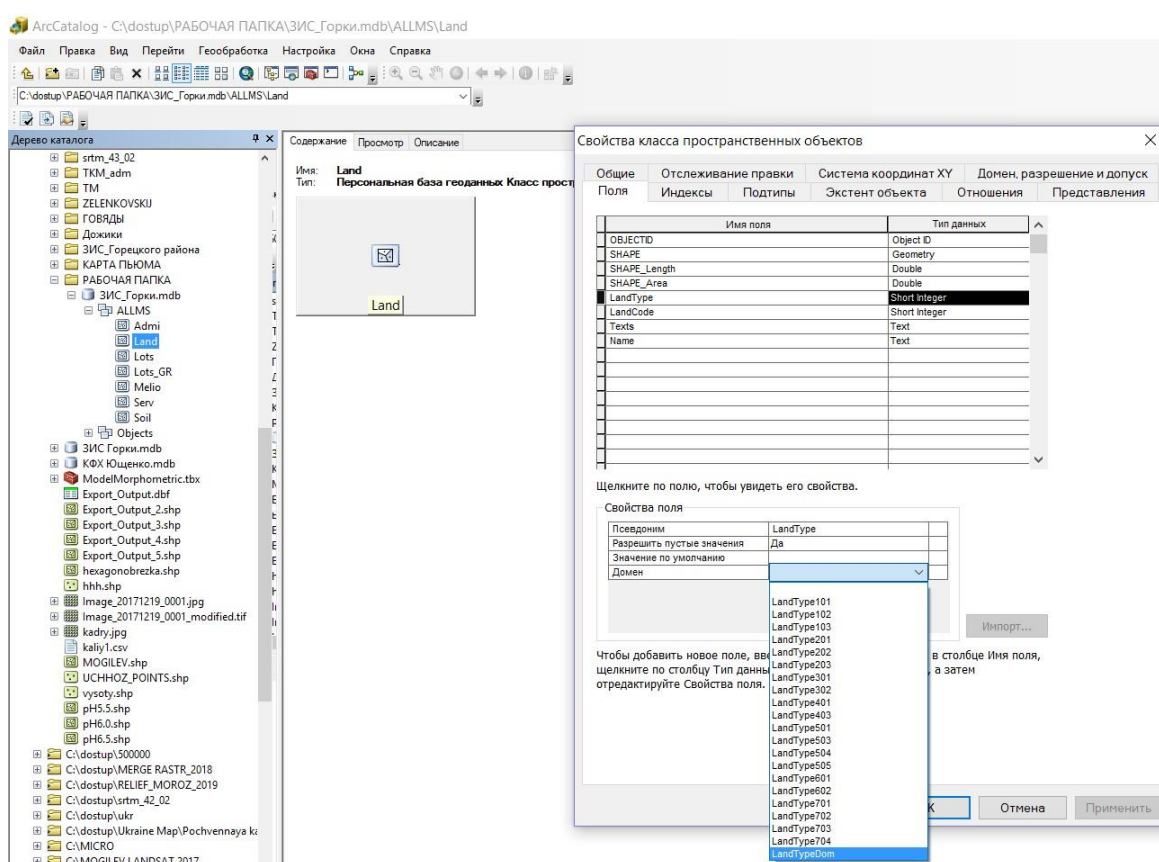 ArcCatalog - C:\dostup\РАБОЧАЯ ПАПКА\ЗИС_Горки.mdb\ALLMS\Land
Файл Правка Вид Перейти Геообработка Настройка Окна Справка
C:\dostup\РАБОЧАЯ ПАПКА\ЗИС_Горки.mdb\ALLMS\Land
Дерево каталога
srtm_43_02
TKM_adm
TM
ZELENKOVSKIJ
ГОВЯДЫ
Дожики
ЗИС_Горецкого района
КАРТА ПЬЮМА
РАБОЧАЯ ПАПКА
ЗИС_Горки.mdb
ALLMS
Admi
Land
Lots
Lots_GR
Melio
Serv
Soil
Objects
ЗИС Горки.mdb
КФХ Ющенко.mdb
ModelMorphometric.tbx
Export_Output.dbf
Export_Output_2.shp
Export_Output_3.shp
Export_Output_4.shp
Export_Output_5.shp
hexagonobrezka.shp
hhh.shp
Image_20171219_0001.jpg
Image_20171219_0001_modified.tif
kadry.jpg
kaliy1.csv
MOGILEV.shp
UCHHOZ_POINTS.shp
vysoty.shp
pH5.5.shp
pH6.0.shp
pH6.5.shp
C:\dostup\500000
C:\dostup\MERGE RASTR_2018
C:\dostup\RELIEF_MOROZ_2019
C:\dostup\srtm_42_02
C:\dostup\ukr
C:\dostup\Ukraine Map\Pochvennaya ka
C:\MICRO
C:\MOGILEV LANDSAT 2017
Содержание Просмотр Описание
Имя: Land
Тип: Персональная база геоданных Класс прост
Land
Свойства класса пространственных объектов
Общие Отслеживание правки Система координат XY Домен, разрешение и допуск
Поля Индексы Подтипы Экстент объекта Отношения Представления
Имя поля Тип данных
OBJECTID Object ID
SHAPE Geometry
SHAPE_Length Double
SHAPE_Area Double
LandType Short Integer
LandCode Short Integer
Texts Text
Name Text
Щелкните по полю, чтобы увидеть его свойства.
Свойства поля
Псевдоним LandType
Разрешить пустые значения Да
Значение по умолчанию
Домен
LandType101
LandType102
LandType103
LandType201
LandType202
LandType203
LandType301
LandType302
LandType401
LandType403
LandType501
LandType503
LandType504
LandType505
LandType601
LandType602
LandType701
LandType702
LandType703
LandType704
LandTypeDom
Импорт...
Чтобы добавить новое поле, вве в столбце Имя поля,
щелкните по столбцу Тип данны , а затем
отредактируйте Свойства поля.
К Отмена Применить